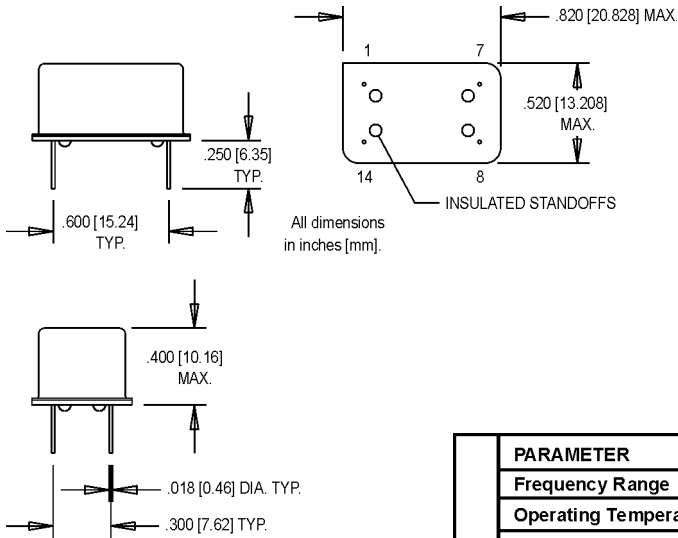 .820 [20.828] MAX.
1 7
.520 [13.208]
MAX.
.250 [6.35]
TYP.
14 8
INSULATED STANDOFFS
.600 [15.24]
TYP.
All dimensions
in inches [mm].
.400 [10.16]
MAX.
.018 [0.46] DIA. TYP.
.300 [7.62] TYP.
PARAMETER
Frequency Range
Operating Tempera